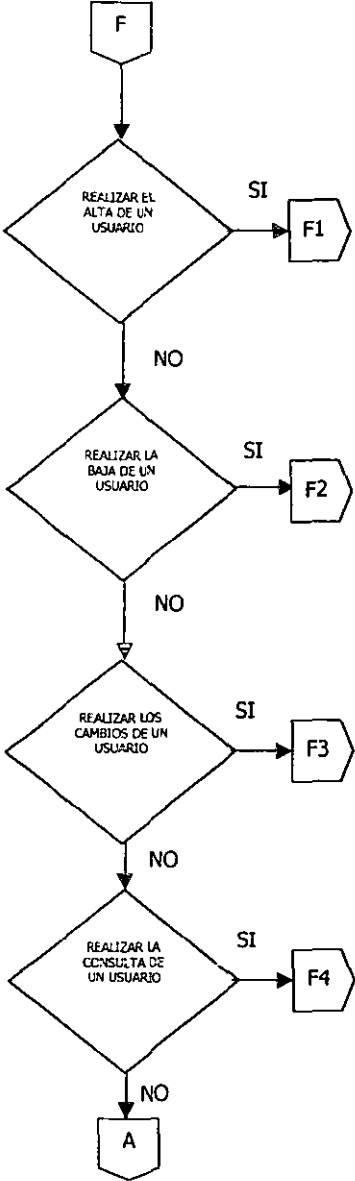 F
REALIZAR EL
ALTA DE UN
USUARIO
SI
F1
NO
REALIZAR LA
BAJA DE UN
USUARIO
SI
F2
NO
REALIZAR LOS
CAMBIOS DE UN
USUARIO
SI
F3
NO
REALIZAR LA
CONSULTA DE
UN USUARIO
SI
F4
NO
A